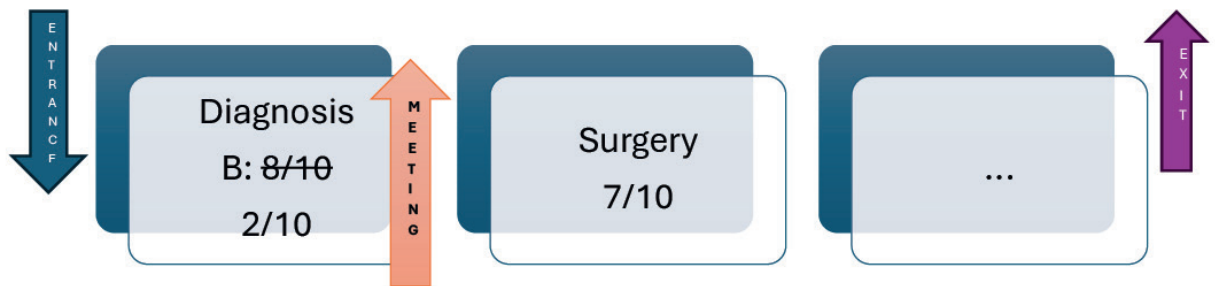 ENTRANCF
Diagnosis
B: 8/10
2/10
MEETING
Surgery
7/10
...
EXIT